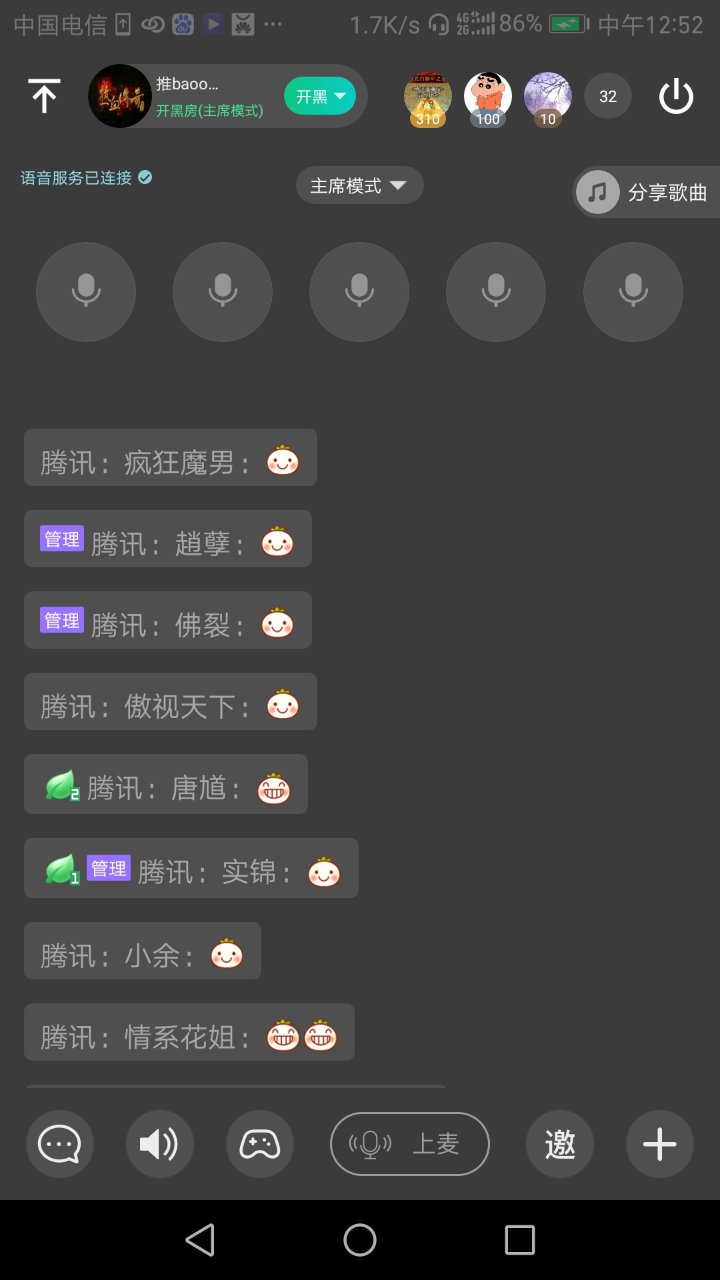 中国电信
1.7K/s
4G
2G
86%
中午12:52
热血传奇
推baoo...
开黑房(主席模式)
开黑
310
100
10
32
语音服务已连接
主席模式
分享歌曲
腾讯：疯狂魔男：
管理 腾讯：趙孽：
管理 腾讯：佛裂：
腾讯：傲视天下：
2 腾讯：唐馗：
1 管理 腾讯：实锦：
腾讯：小余：
腾讯：情系花姐：
上麦
邀